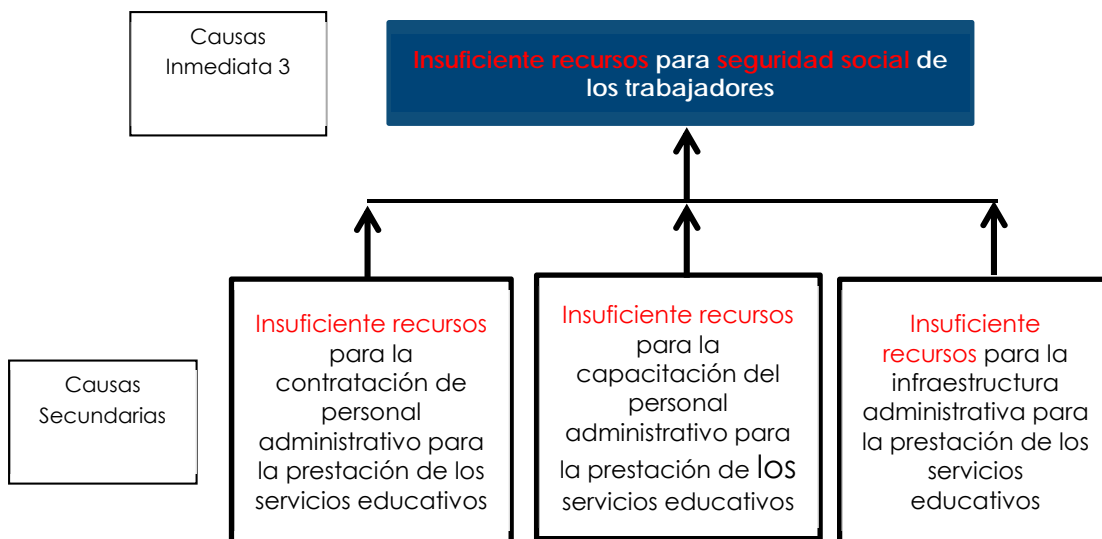 Causas
Inmediata 3
Insuficiente recursos para seguridad social de
los trabajadores
Causas
Secundarias
Insuficiente recursos
para la
contratación de
personal
administrativo para
la prestación de los
servicios educativos
Insuficiente recursos
para la
capacitación del
personal
administrativo para
la prestación de los
servicios educativos
Insuficiente
recursos para la
infraestructura
administrativa para
la prestación de los
servicios
educativos